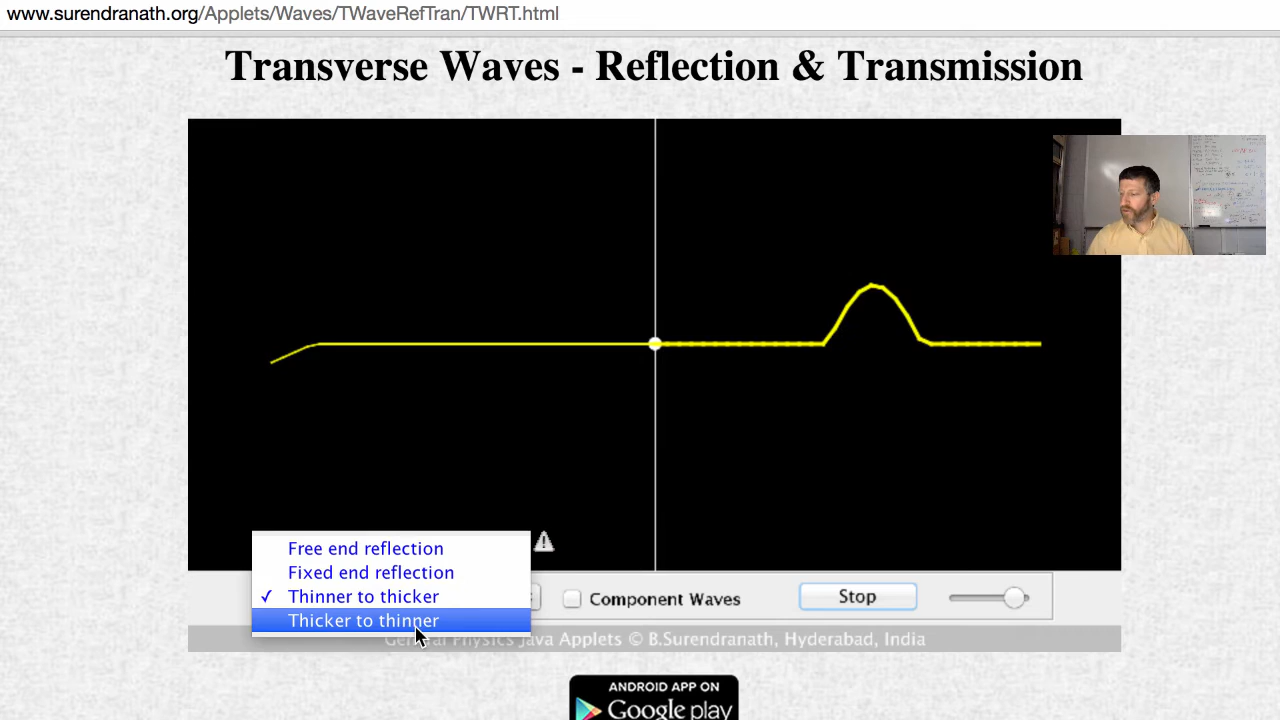 www.surendranath.org/Applets/Waves/TWaveRefTran/TWRT.html
Transverse Waves - Reflection & Transmission
Free end reflection
Fixed end reflection
✓ Thinner to thicker
Thicker to thinner
Component Waves
Stop
General Physics Java Applets © B.Surendranath, Hyderabad, India
ANDROID APP ON
Google play